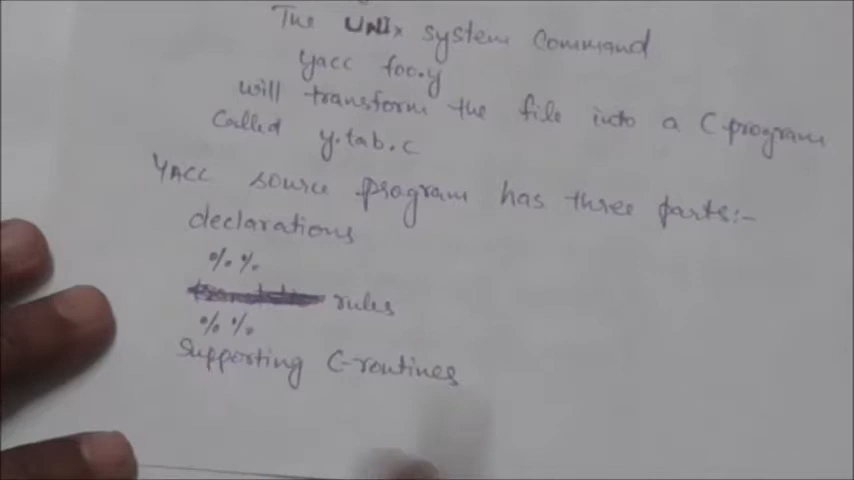 The UNIx system Command
yacc foo.y
will transform the file into a C-program
Called y.tab.c
YACC source program has three parts:-
declarations
%%
rules
%%
Supporting C-routines